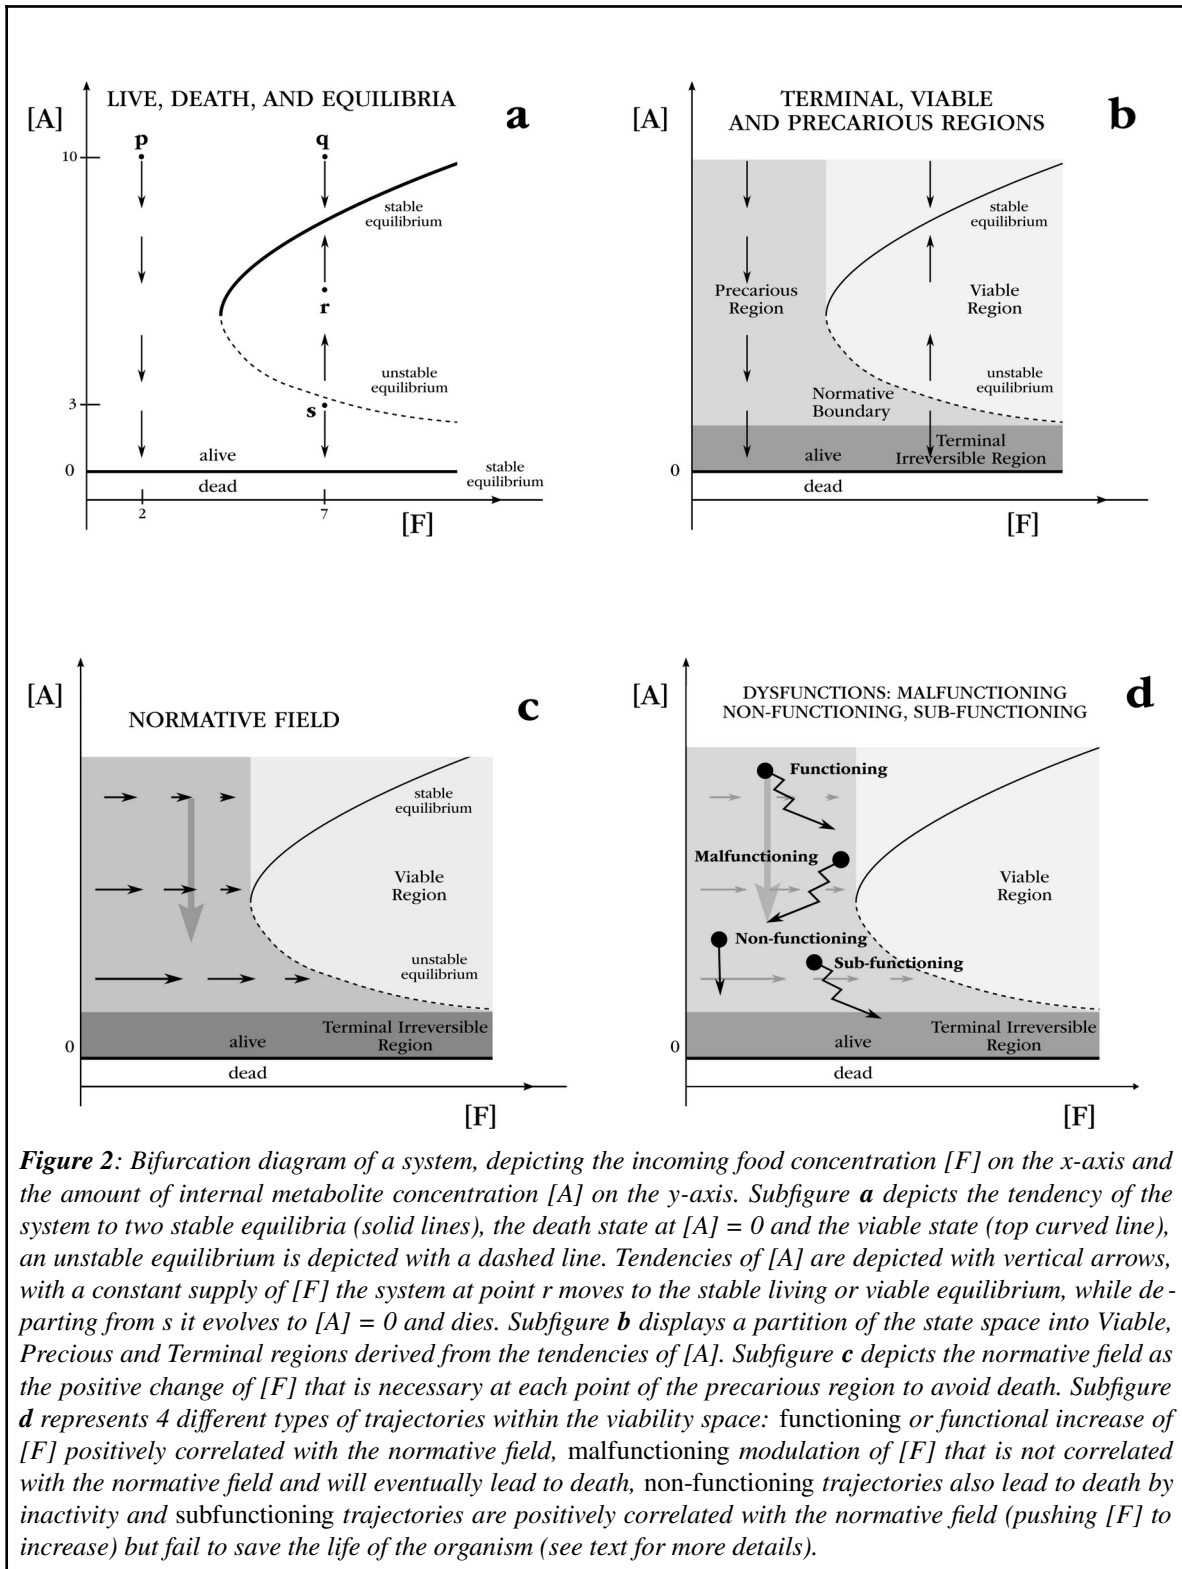 LIVE, DEATH, AND EQUILIBRIA
a
[A]
p
q
10
stable
equilibrium
r
unstable
equilibrium
3
s
alive
0
stable
equilibrium
dead
2
7
[F]
TERMINAL, VIABLE
AND PRECARIOUS REGIONS
b
[A]
stable
equilibrium
Precarious
Region
Viable
Region
unstable
equilibrium
Normative
Boundary
Terminal
Irreversible Region
alive
0
dead
[F]
[A]
NORMATIVE FIELD
c
stable
equilibrium
Viable
Region
unstable
equilibrium
Terminal Irreversible
Region
alive
0
dead
[F]
[A]
DYSFUNCTIONS: MALFUNCTIONING
NON-FUNCTIONING, SUB-FUNCTIONING
d
Functioning
Malfunctioning
Viable
Region
Non-functioning
Sub-functioning
Terminal Irreversible
Region
alive
0
dead
[F]
Figure 2: Bifurcation diagram of a system, depicting the incoming food concentration [F] on the x-axis and
the amount of internal metabolite concentration [A] on the y-axis. Subfigure a depicts the tendency of the
system to two stable equilibria (solid lines), the death state at [A] = 0 and the viable state (top curved line),
an unstable equilibrium is depicted with a dashed line. Tendencies of [A] are depicted with vertical arrows,
with a constant supply of [F] the system at point r moves to the stable living or viable equilibrium, while de-
parting from s it evolves to [A] = 0 and dies. Subfigure b displays a partition of the state space into Viable,
Precious and Terminal regions derived from the tendencies of [A]. Subfigure c depicts the normative field as
the positive change of [F] that is necessary at each point of the precarious region to avoid death. Subfigure
d represents 4 different types of trajectories within the viability space: functioning or functional increase of
[F] positively correlated with the normative field, malfunctioning modulation of [F] that is not correlated
with the normative field and will eventually lead to death, non-functioning trajectories also lead to death by
inactivity and subfunctioning trajectories are positively correlated with the normative field (pushing [F] to
increase) but fail to save the life of the organism (see text for more details).